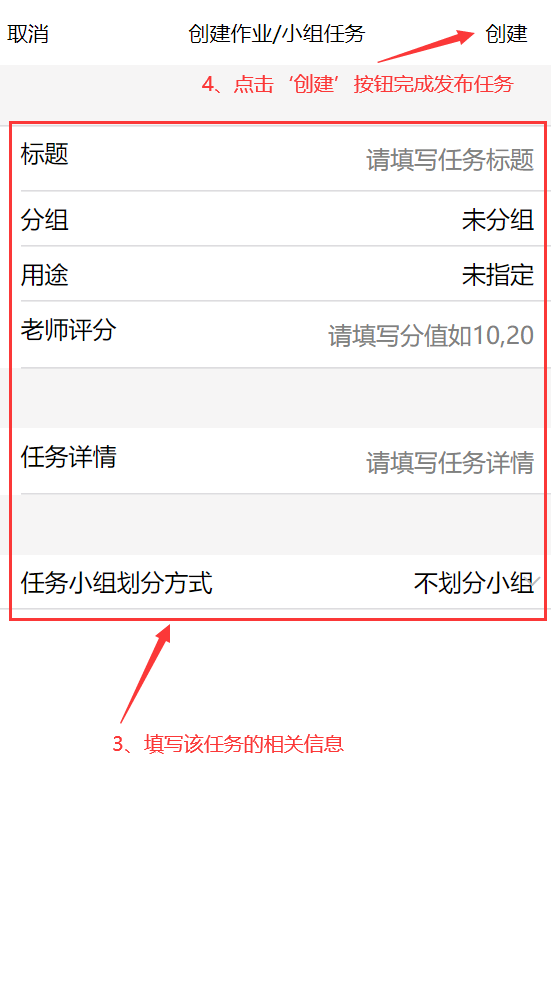 取消 创建作业/小组任务 创建
4、点击‘创建’按钮完成发布任务
标题 请填写任务标题
分组 未分组
用途 未指定
老师评分 请填写分值如10,20
任务详情 请填写任务详情
任务小组划分方式 不划分小组
3、填写该任务的相关信息